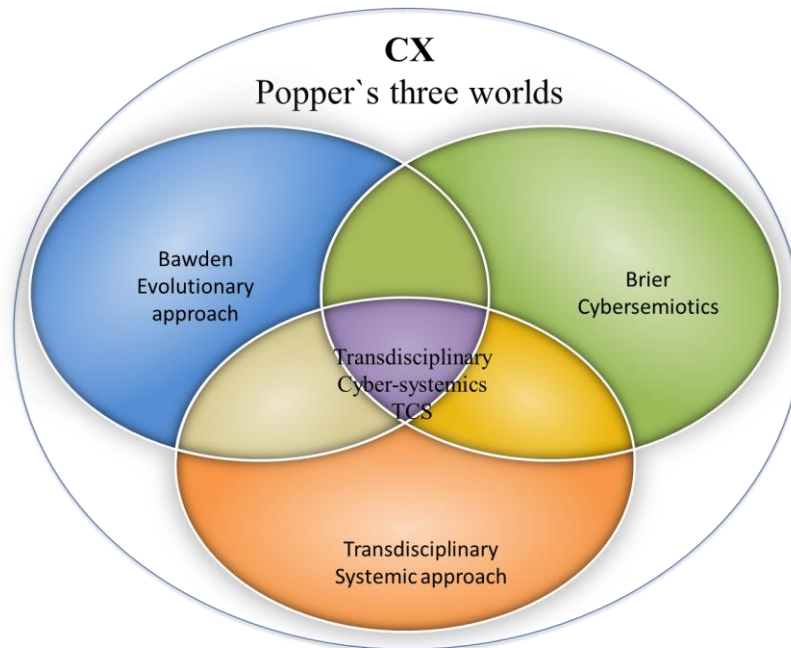 CX
Popper`s three worlds
Bawden
Evolutionary
approach
Brier
Cybersemiotics
Transdisciplinary
Cyber-systemics
TCS
Transdisciplinary
Systemic approach